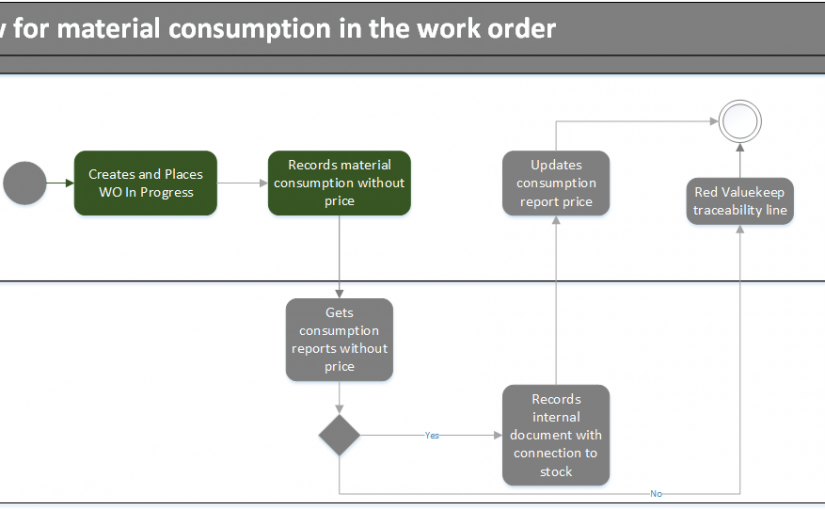 for material consumption in the work order
Creates and Places
WO In Progress
Records material
consumption without
price
Updates
consumption
report price
Red Valuekeep
traceability line
Gets
consumption
reports without
price
Yes
Records
internal
document with
connection to
stock
No